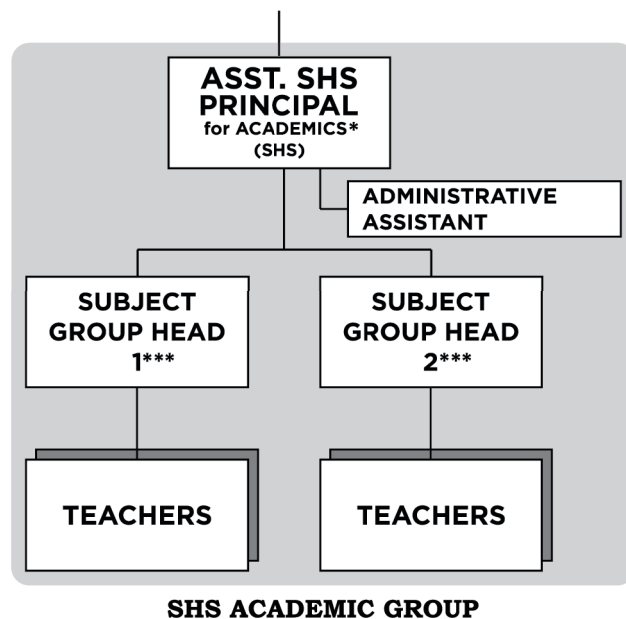 ASST. SHS
PRINCIPAL
for ACADEMICS*
(SHS)
ADMINISTRATIVE
ASSISTANT
SUBJECT
GROUP HEAD
1***
SUBJECT
GROUP HEAD
2***
TEACHERS
TEACHERS
SHS ACADEMIC GROUP